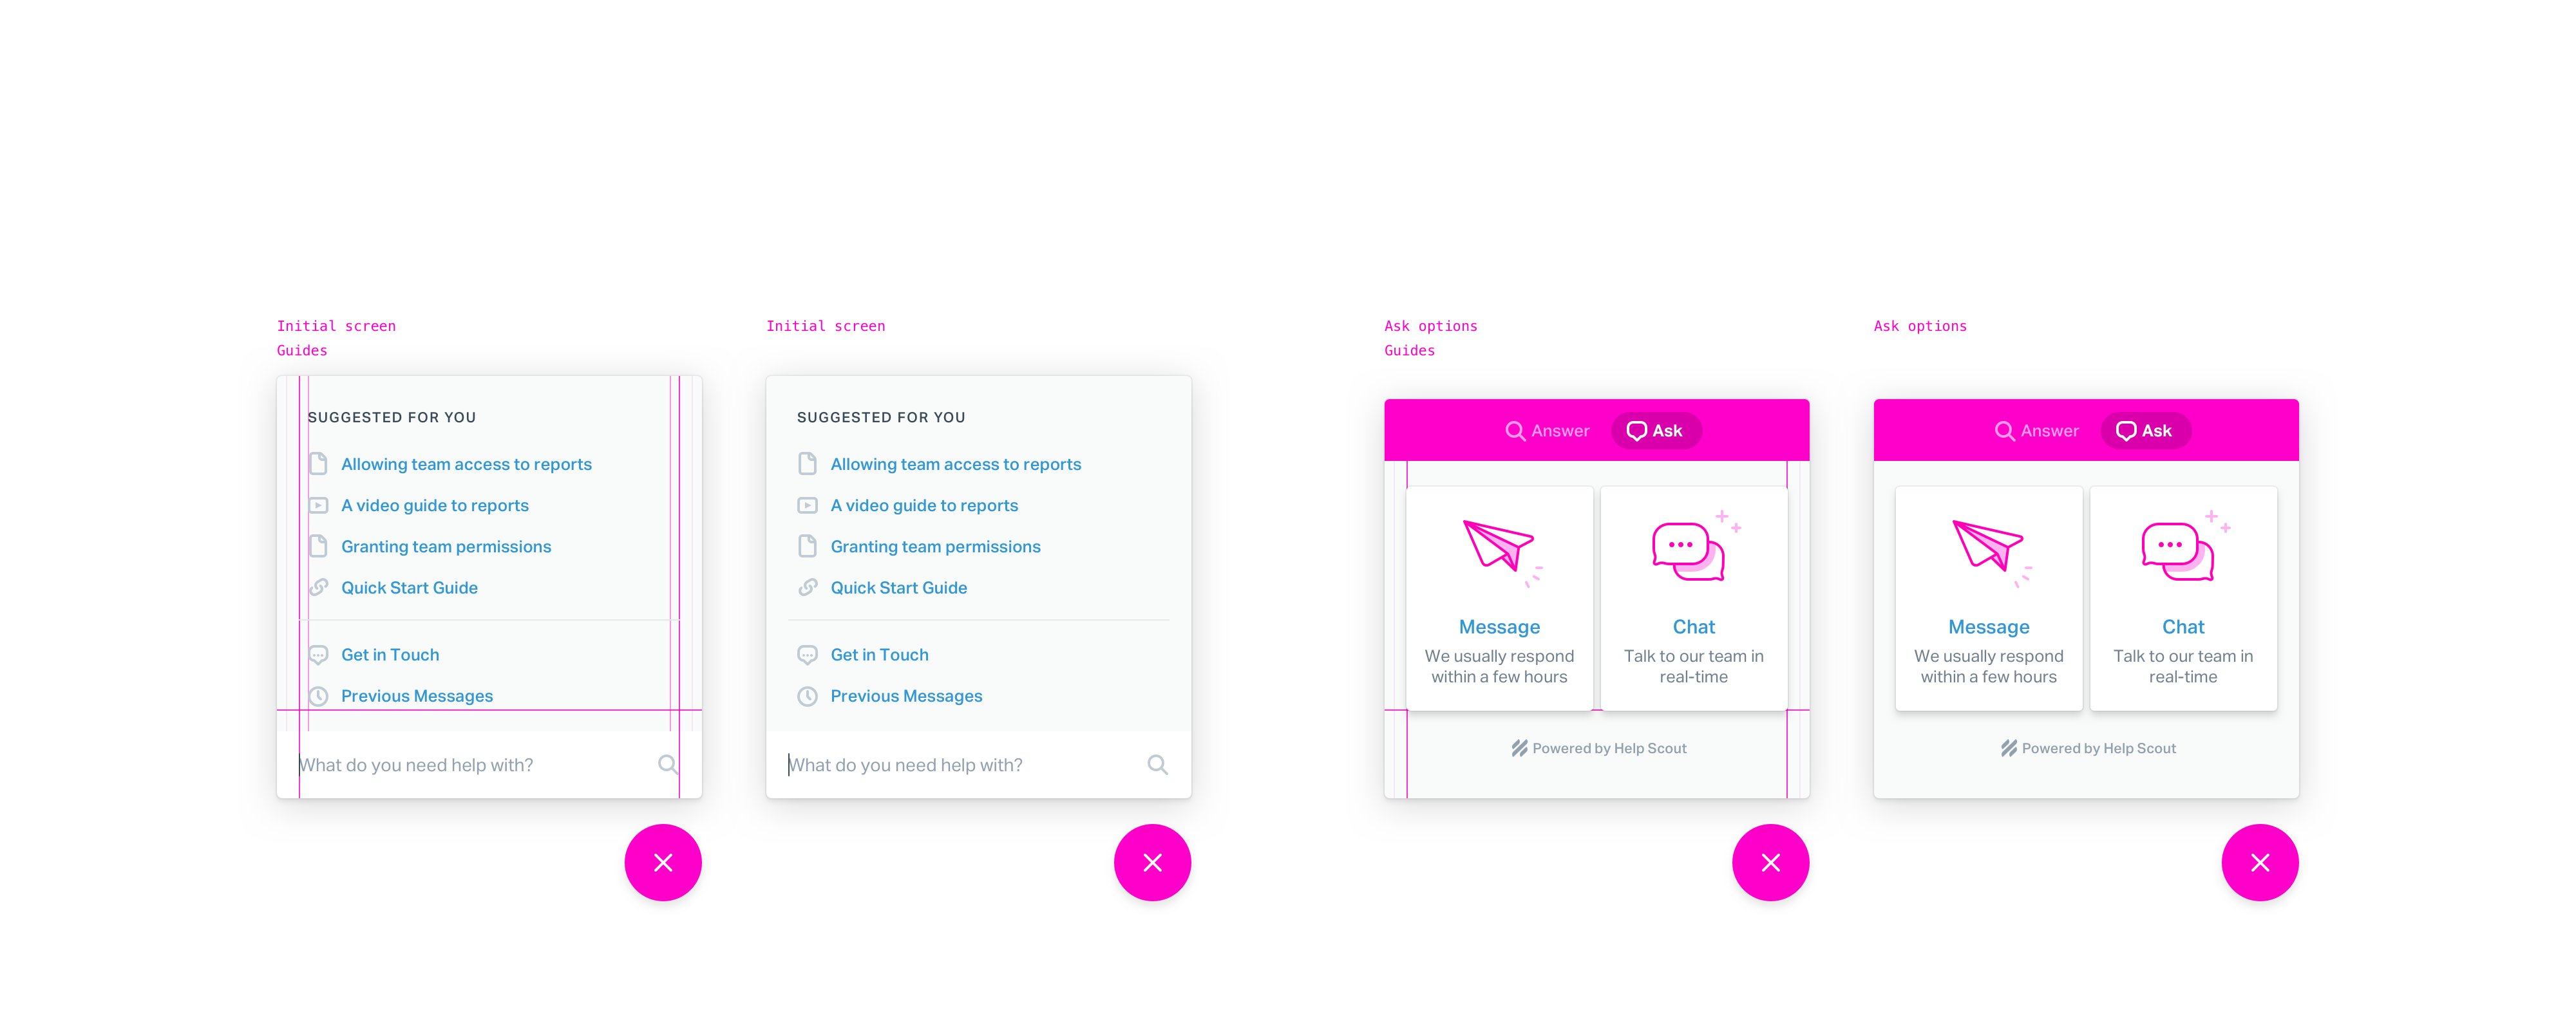 Initial screen
Guides
SUGGESTED FOR YOU
Allowing team access to reports
A video guide to reports
Granting team permissions
Quick Start Guide
Get in Touch
Previous Messages
What do you need help with?
Initial screen
SUGGESTED FOR YOU
Allowing team access to reports
A video guide to reports
Granting team permissions
Quick Start Guide
Get in Touch
Previous Messages
What do you need help with?
Ask options
Guides
Answer Ask
Message
We usually respond
within a few hours
Chat
Talk to our team in
real-time
Powered by Help Scout
Ask options
Answer Ask
Message
We usually respond
within a few hours
Chat
Talk to our team in
real-time
Powered by Help Scout